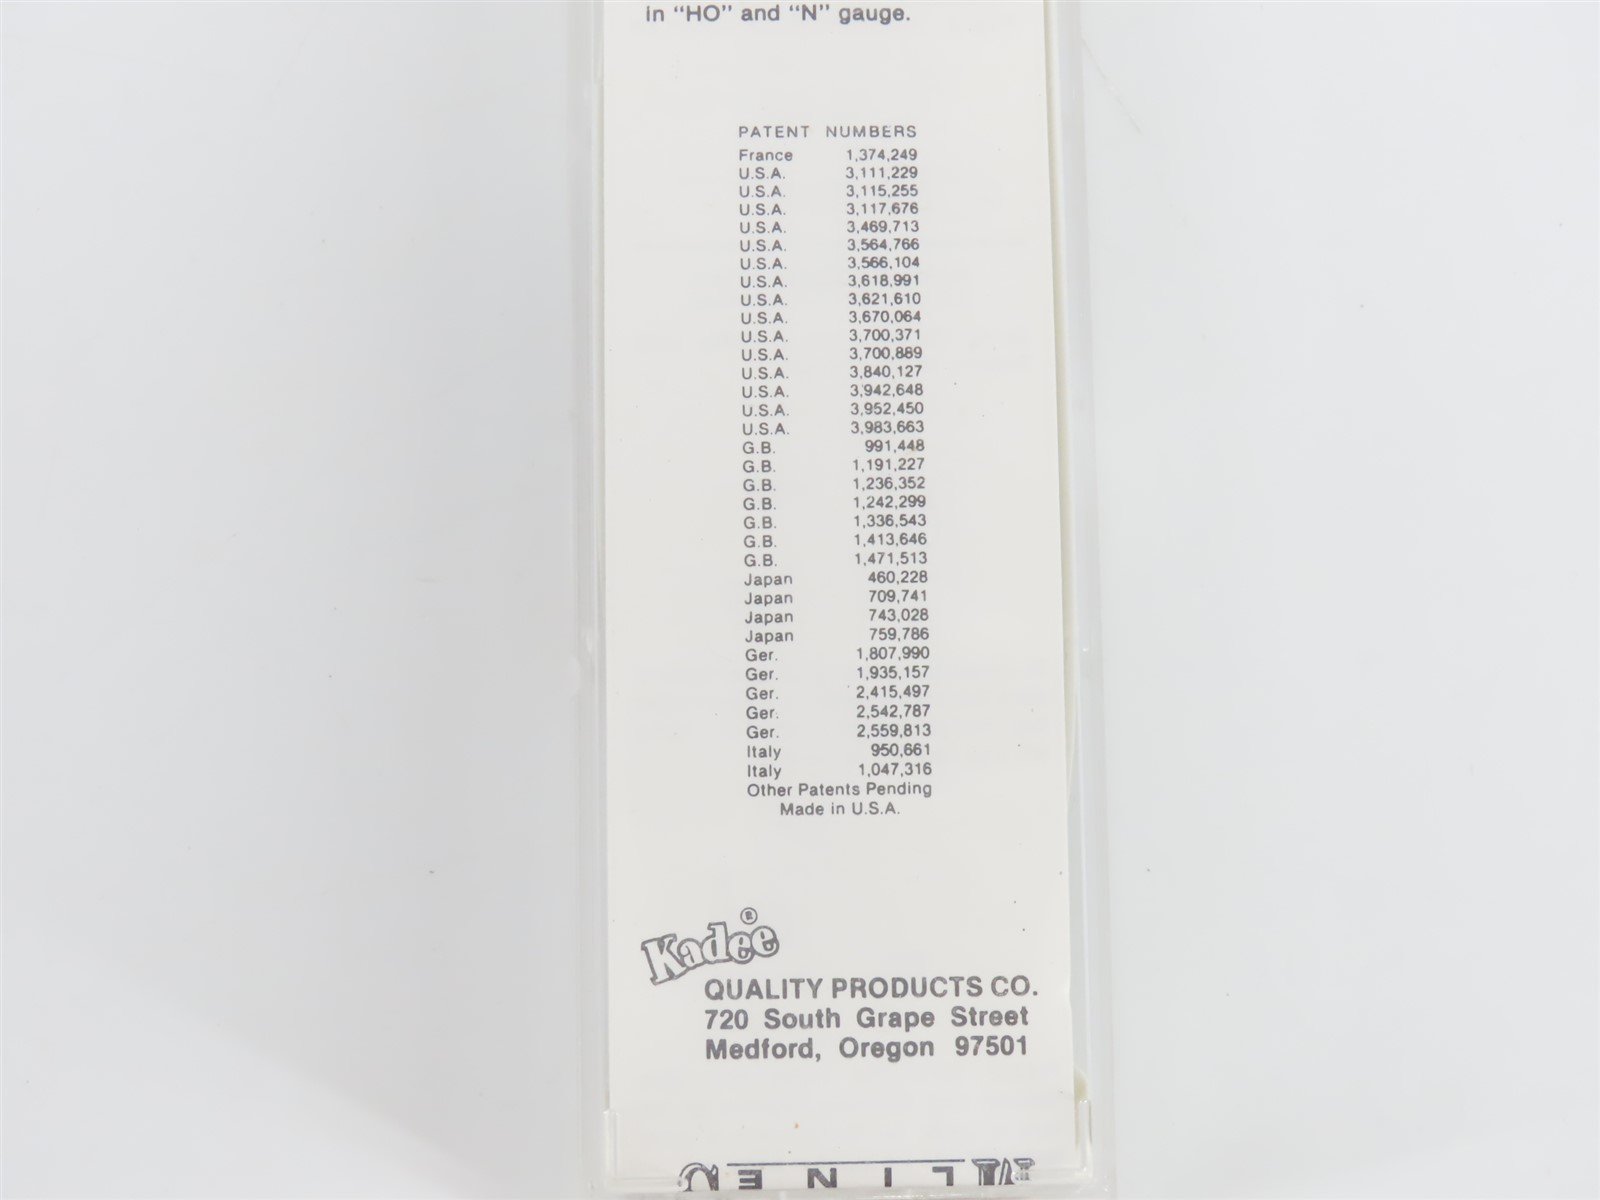 in "HO" and "N" gauge.
PATENT NUMBERS
France 1,374,249
U.S.A. 3,111,229
U.S.A. 3,115,255
U.S.A. 3,117,676
U.S.A. 3,469,713
U.S.A. 3,564,766
U.S.A. 3,566,104
U.S.A. 3,618,991
U.S.A. 3,621,610
U.S.A. 3,670,064
U.S.A. 3,700,371
U.S.A. 3,700,889
U.S.A. 3,840,127
U.S.A. 3,942,648
U.S.A. 3,952,450
U.S.A. 3,983,663
G.B. 991,448
G.B. 1,191,227
G.B. 1,236,352
G.B. 1,242,299
G.B. 1,336,543
G.B. 1,413,646
G.B. 1,471,513
Japan 460,228
Japan 709,741
Japan 743,028
Japan 759,786
Ger. 1,807,990
Ger. 1,935,157
Ger. 2,415,497
Ger. 2,542,787
Ger. 2,559,813
Italy 950,661
Italy 1,047,316
Other Patents Pending
Made in U.S.A.
Kadee®
QUALITY PRODUCTS CO.
720 South Grape Street
Medford, Oregon 97501
LINE